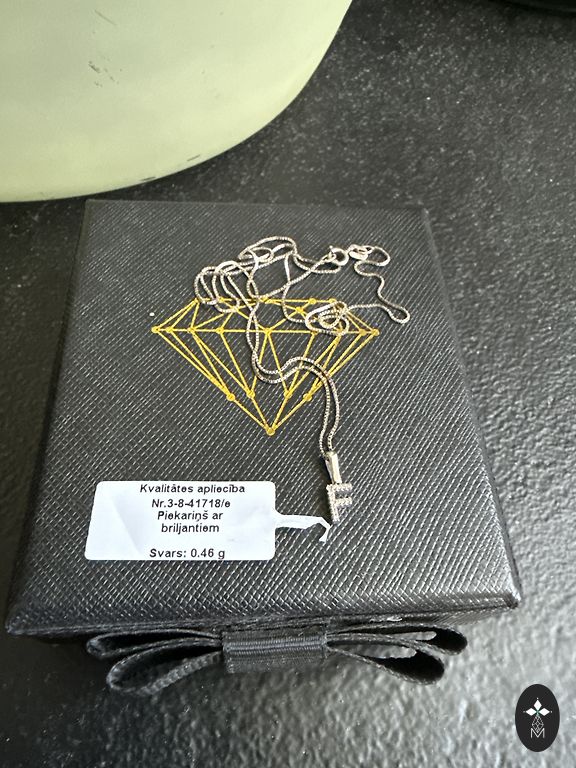 Kvalitātes apliecība
Nr.3-8-41718/e
Piekariņš ar
briljantiem
Svars: 0.46 g
F
M